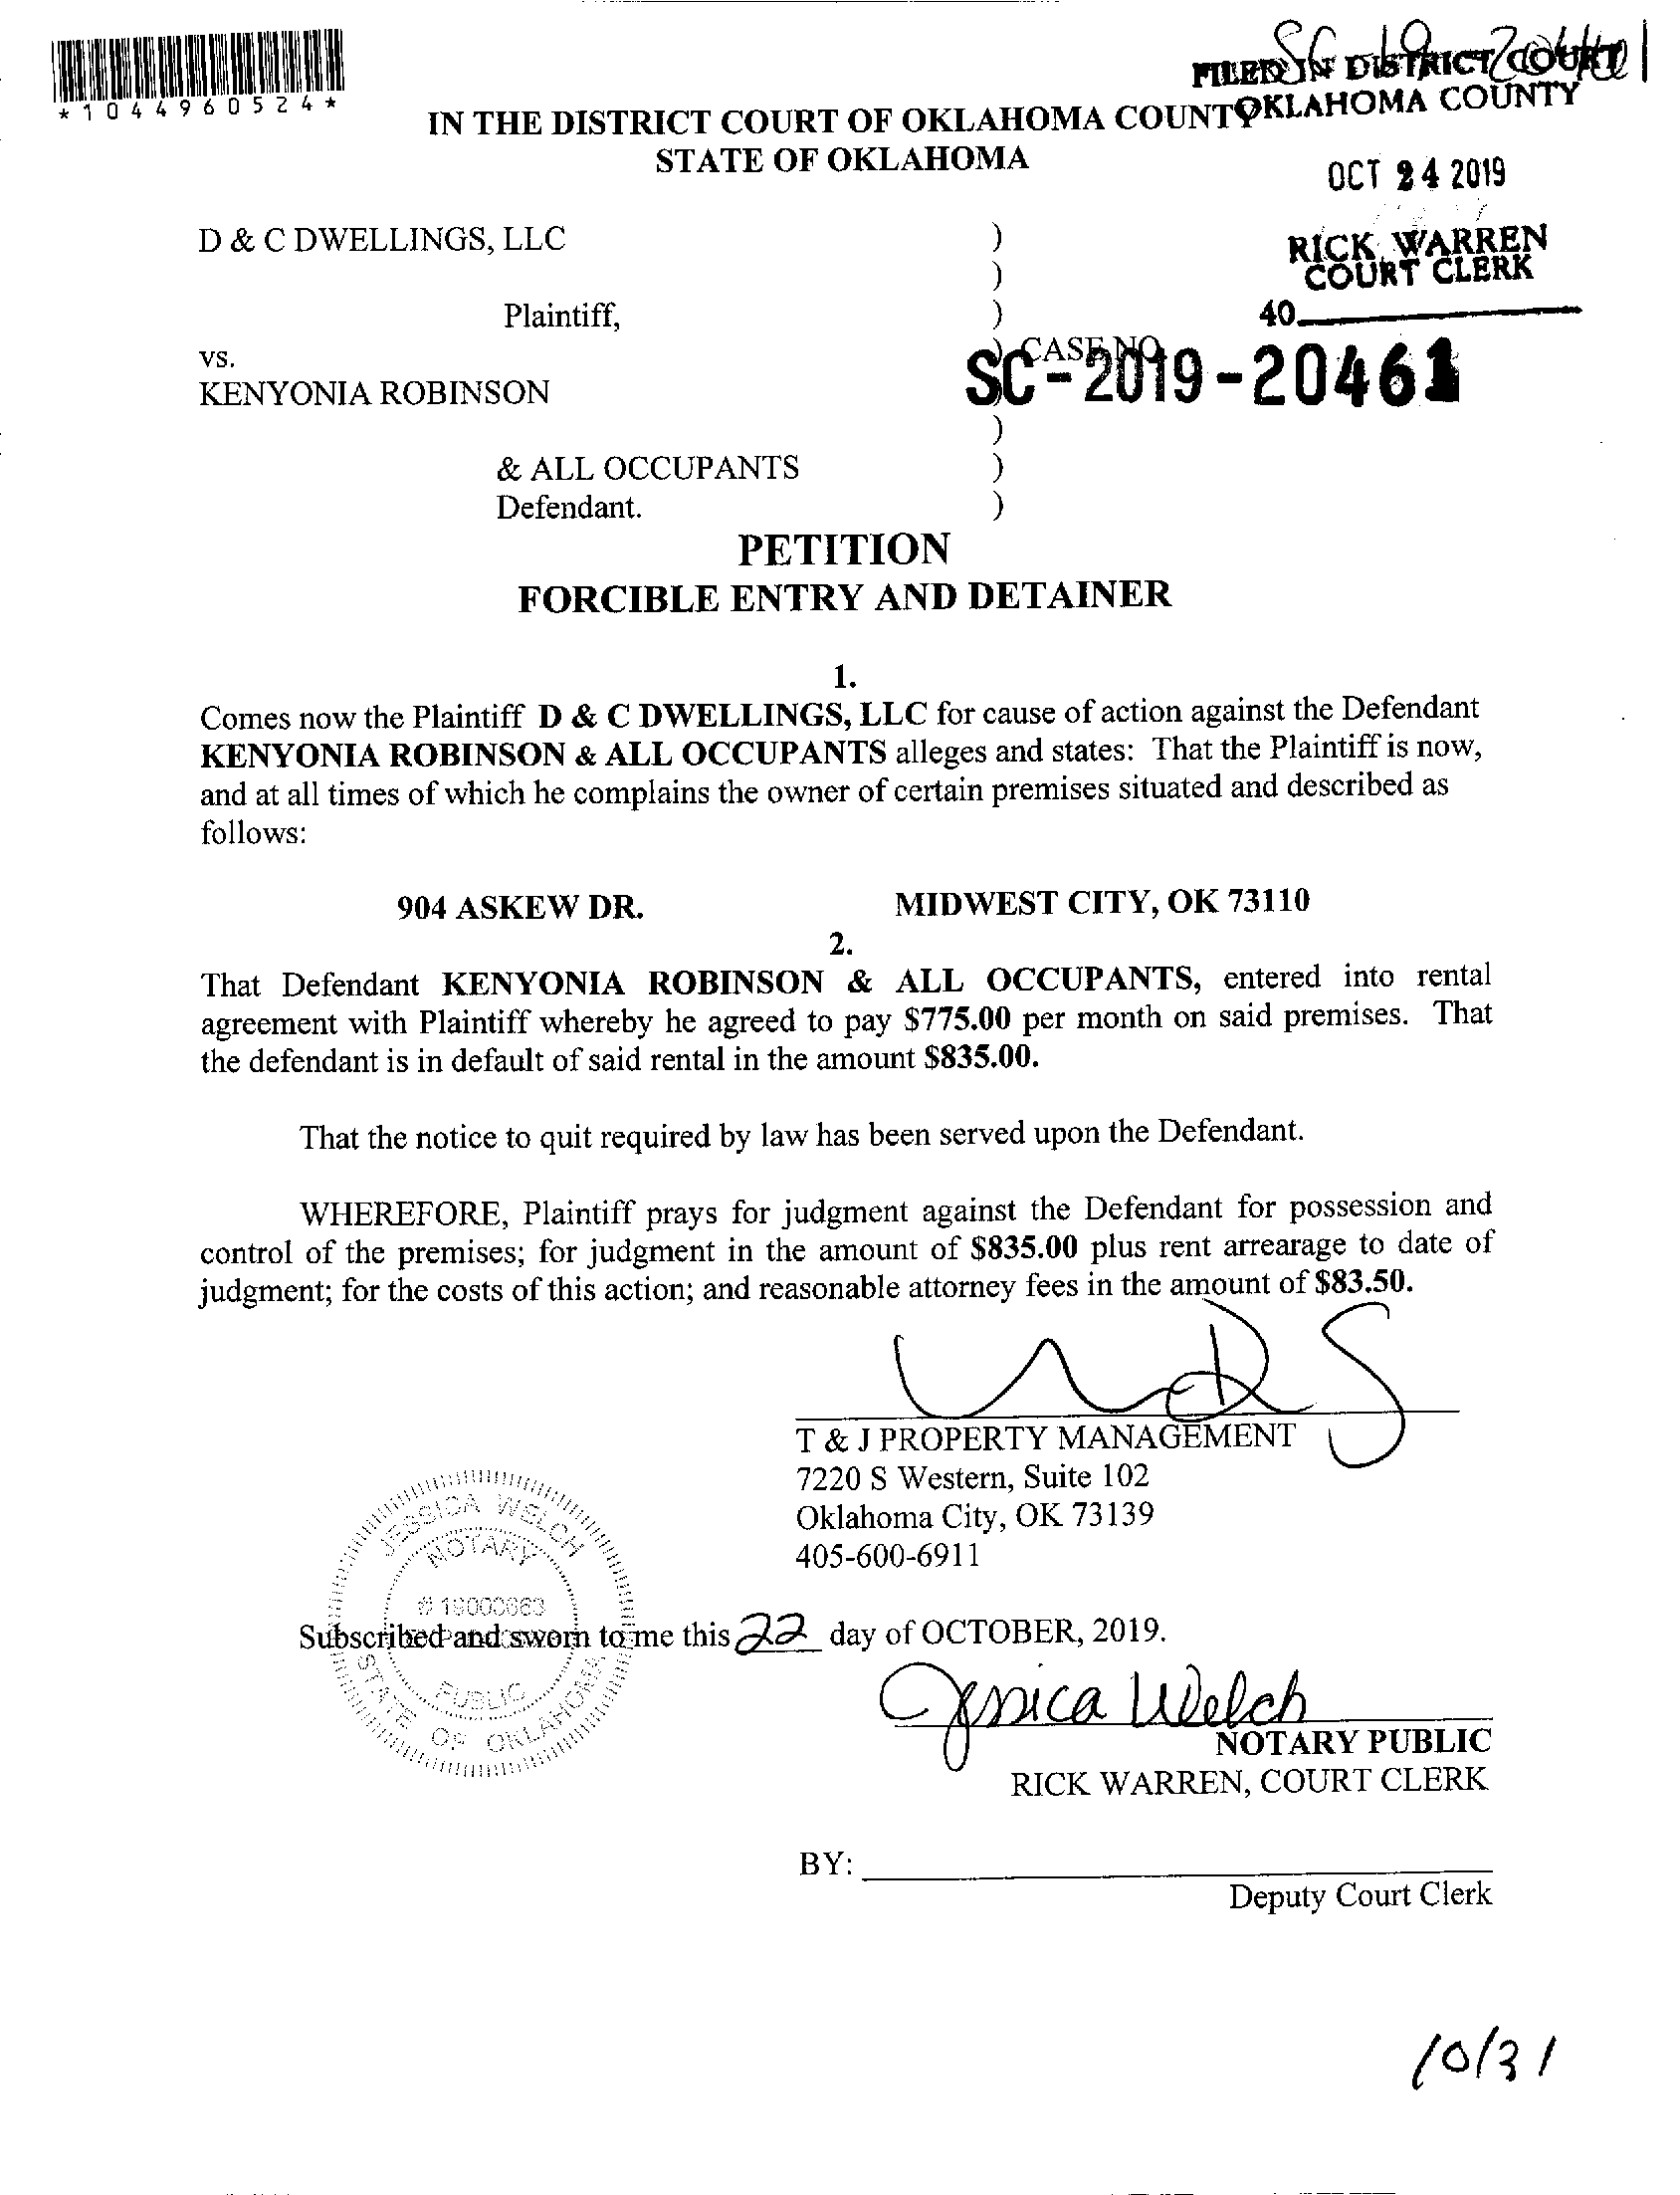 *1044960524*
FILED IN DISTRICT COURT
OKLAHOMA COUNTY
IN THE DISTRICT COURT OF OKLAHOMA COUNTY
STATE OF OKLAHOMA
OCT 24 2019
RICK WARREN
COURT CLERK
40
D & C DWELLINGS, LLC )
)
Plaintiff, )
vs. ) CASE NO.
SC-2019-20461
KENYONIA ROBINSON
)
& ALL OCCUPANTS )
Defendant. )
PETITION
FORCIBLE ENTRY AND DETAINER
1.
Comes now the Plaintiff D & C DWELLINGS, LLC for cause of action against the Defendant
KENYONIA ROBINSON & ALL OCCUPANTS alleges and states: That the Plaintiff is now,
and at all times of which he complains the owner of certain premises situated and described as
follows:
904 ASKEW DR. MIDWEST CITY, OK 73110
2.
That Defendant KENYONIA ROBINSON & ALL OCCUPANTS, entered into rental
agreement with Plaintiff whereby he agreed to pay $775.00 per month on said premises. That
the defendant is in default of said rental in the amount $835.00.
That the notice to quit required by law has been served upon the Defendant.
WHEREFORE, Plaintiff prays for judgment against the Defendant for possession and
control of the premises; for judgment in the amount of $835.00 plus rent arrearage to date of
judgment; for the costs of this action; and reasonable attorney fees in the amount of $83.50.
T & J PROPERTY MANAGEMENT
7220 S Western, Suite 102
Oklahoma City, OK 73139
405-600-6911
JESSICA WELCH
NOTARY
PUBLIC
STATE OF OKLAHOMA
Subscribed and sworn to me this 22 day of OCTOBER, 2019.
Jessica Welch
NOTARY PUBLIC
RICK WARREN, COURT CLERK
BY:
Deputy Court Clerk
10/31